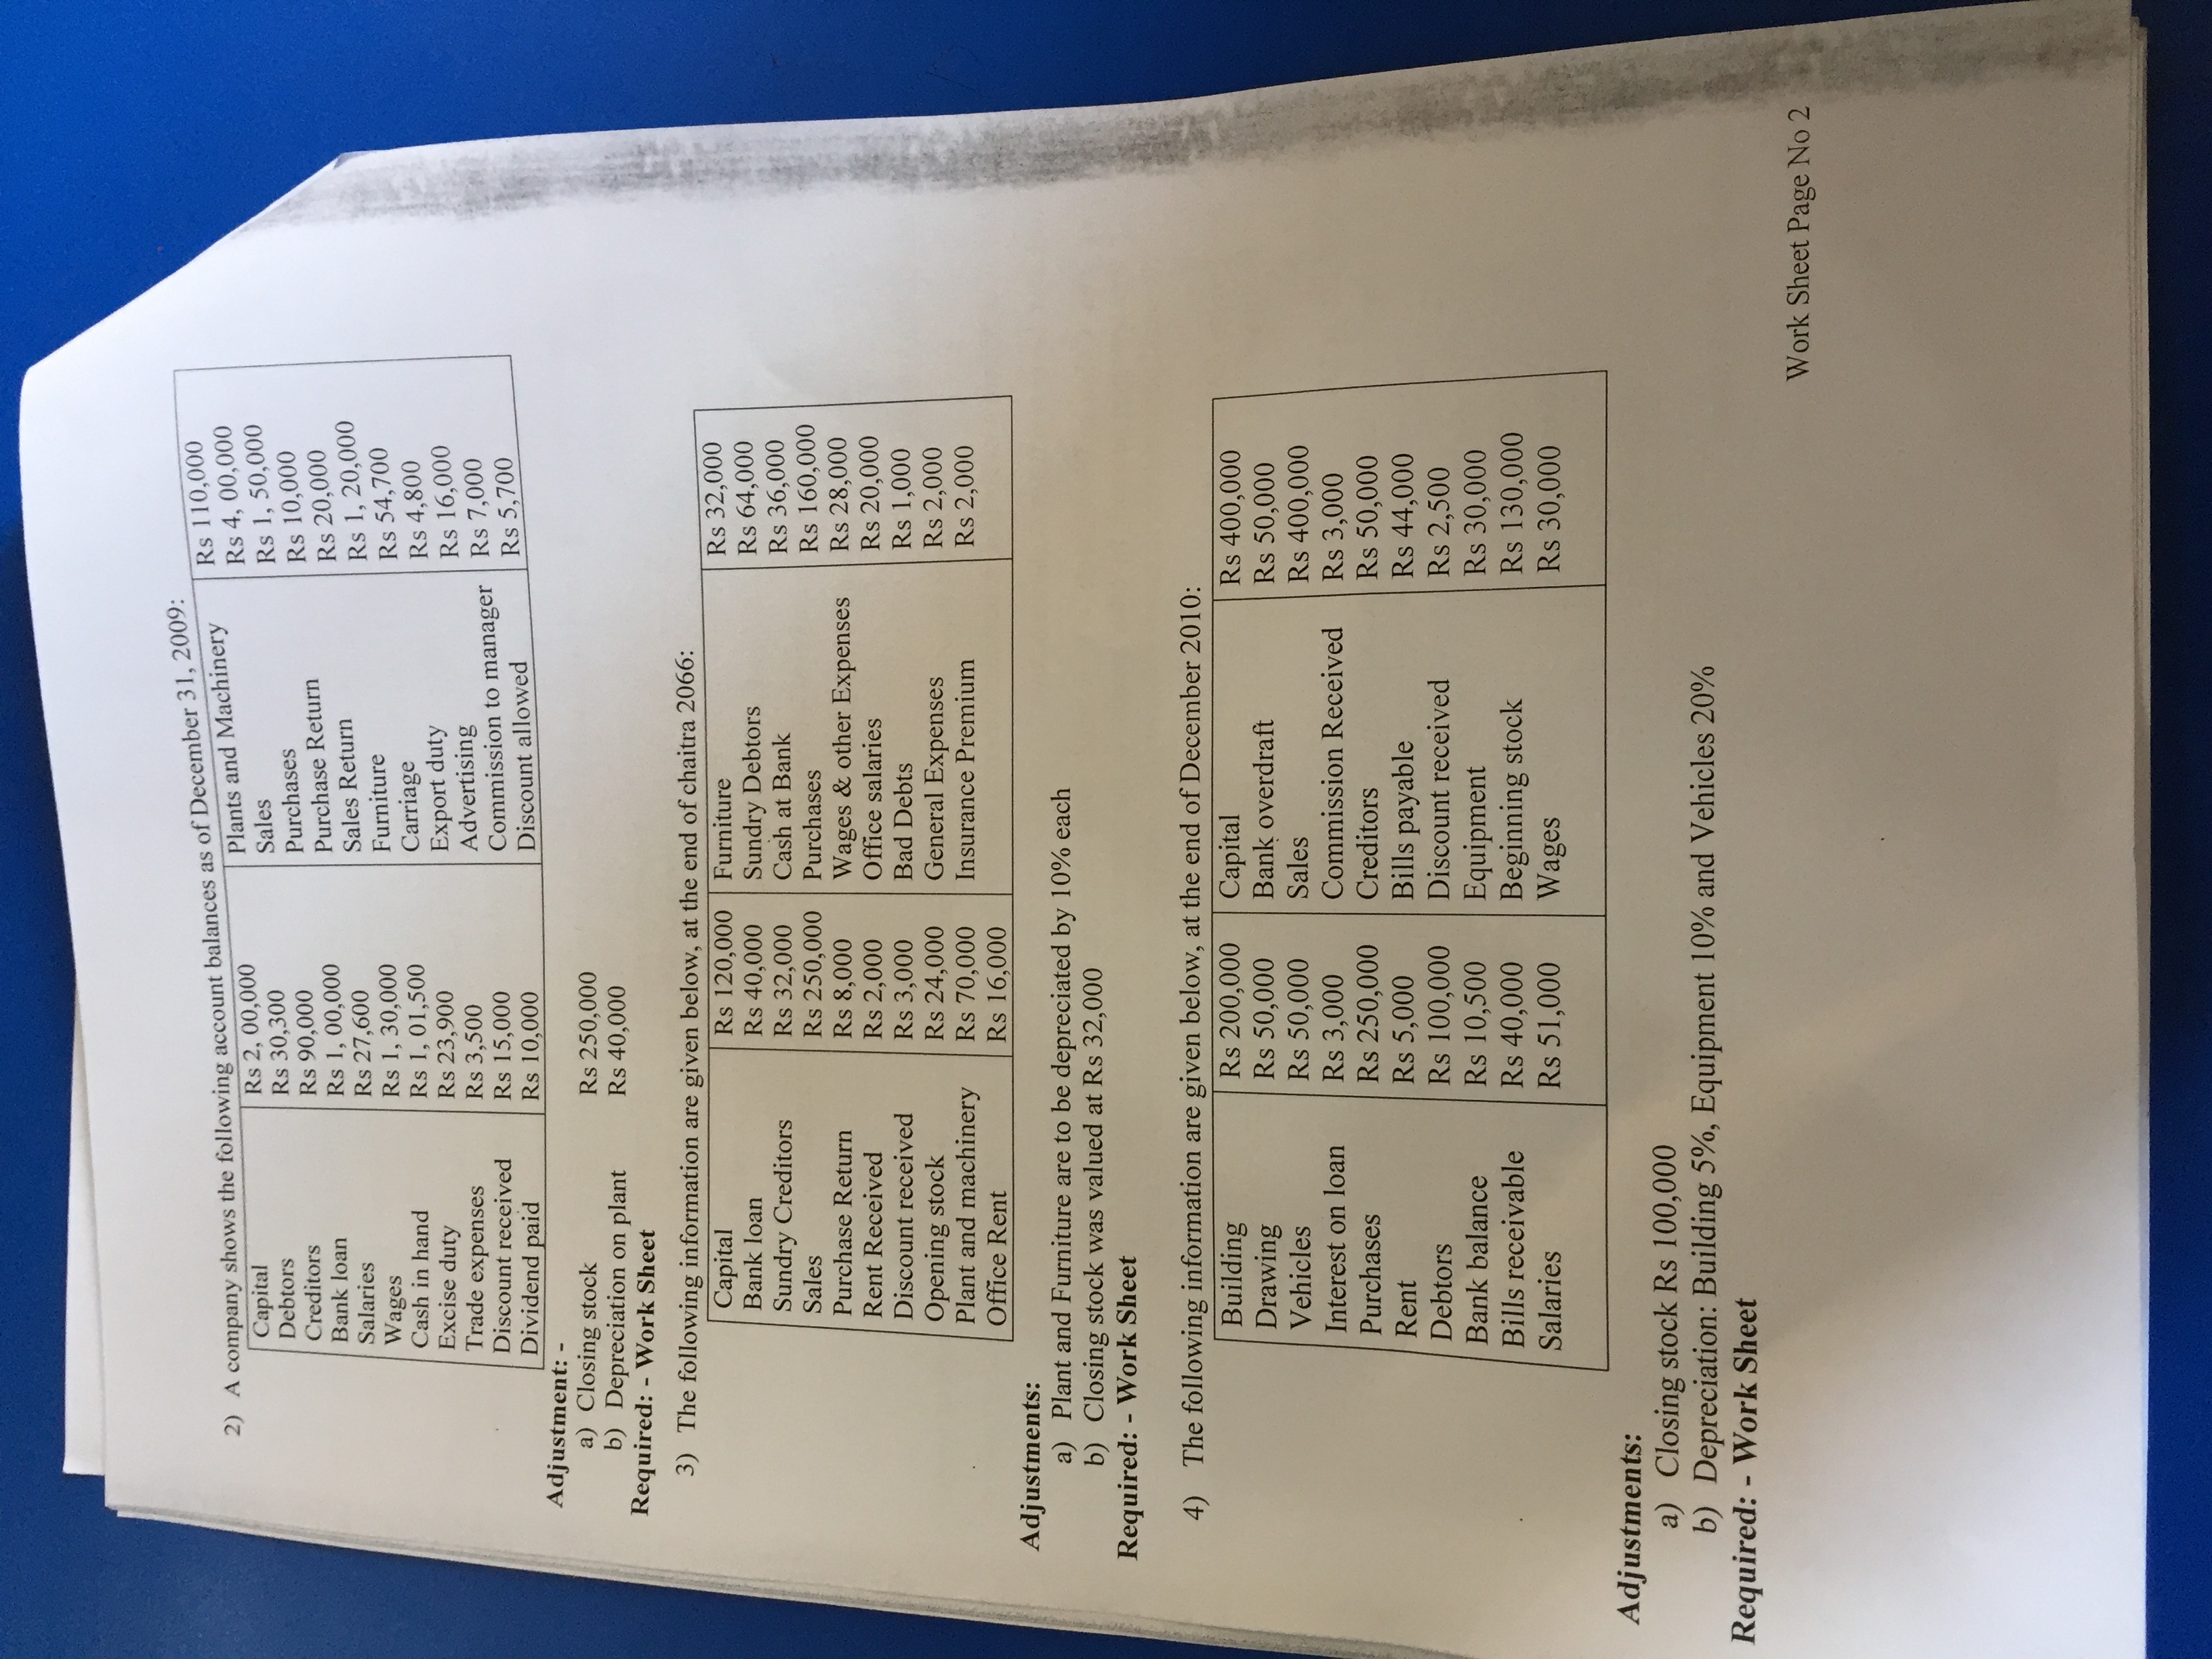 2) A company shows the following account balances as of December 31, 2009:
Capital Rs 2, 00,000 Plants and Machinery Rs 110,000
Debtors Rs 30,300 Sales Rs 4, 00,000
Creditors Rs 90,000 Purchases Rs 1, 50,000
Bank loan Rs 1, 00,000 Purchase Return Rs 10,000
Salaries Rs 27,600 Sales Return Rs 20,000
Wages Rs 1, 30,000 Furniture Rs 1, 20,000
Cash in hand Rs 1, 01,500 Carriage Rs 54,700
Excise duty Rs 23,900 Export duty Rs 4,800
Trade expenses Rs 3,500 Advertising Rs 16,000
Discount received Rs 15,000 Commission to manager Rs 7,000
Dividend paid Rs 10,000 Discount allowed Rs 5,700
Adjustment: -
a) Closing stock Rs 250,000
b) Depreciation on plant Rs 40,000
Required: - Work Sheet
3) The following information are given below, at the end of chaitra 2066:
Capital Rs 120,000 Furniture Rs 32,000
Bank loan Rs 40,000 Sundry Debtors Rs 64,000
Sundry Creditors Rs 32,000 Cash at Bank Rs 36,000
Sales Rs 250,000 Purchases Rs 160,000
Purchase Return Rs 8,000 Wages & other Expenses Rs 28,000
Rent Received Rs 2,000 Office salaries Rs 20,000
Discount received Rs 3,000 Bad Debts Rs 1,000
Opening stock Rs 24,000 General Expenses Rs 2,000
Plant and machinery Rs 70,000 Insurance Premium Rs 2,000
Office Rent Rs 16,000
Adjustments:
a) Plant and Furniture are to be depreciated by 10% each
b) Closing stock was valued at Rs 32,000
Required: - Work Sheet
4) The following information are given below, at the end of December 2010:
Building Rs 200,000 Capital Rs 400,000
Drawing Rs 50,000 Bank overdraft Rs 50,000
Vehicles Rs 50,000 Sales Rs 400,000
Interest on loan Rs 3,000 Commission Received Rs 3,000
Purchases Rs 250,000 Creditors Rs 50,000
Rent Rs 5,000 Bills payable Rs 44,000
Debtors Rs 100,000 Discount received Rs 2,500
Bank balance Rs 10,500 Equipment Rs 30,000
Bills receivable Rs 40,000 Beginning stock Rs 130,000
Salaries Rs 51,000 Wages Rs 30,000
Adjustments:
a) Closing stock Rs 100,000
b) Depreciation: Building 5%, Equipment 10% and Vehicles 20%
Required: - Work Sheet
Work Sheet Page No 2